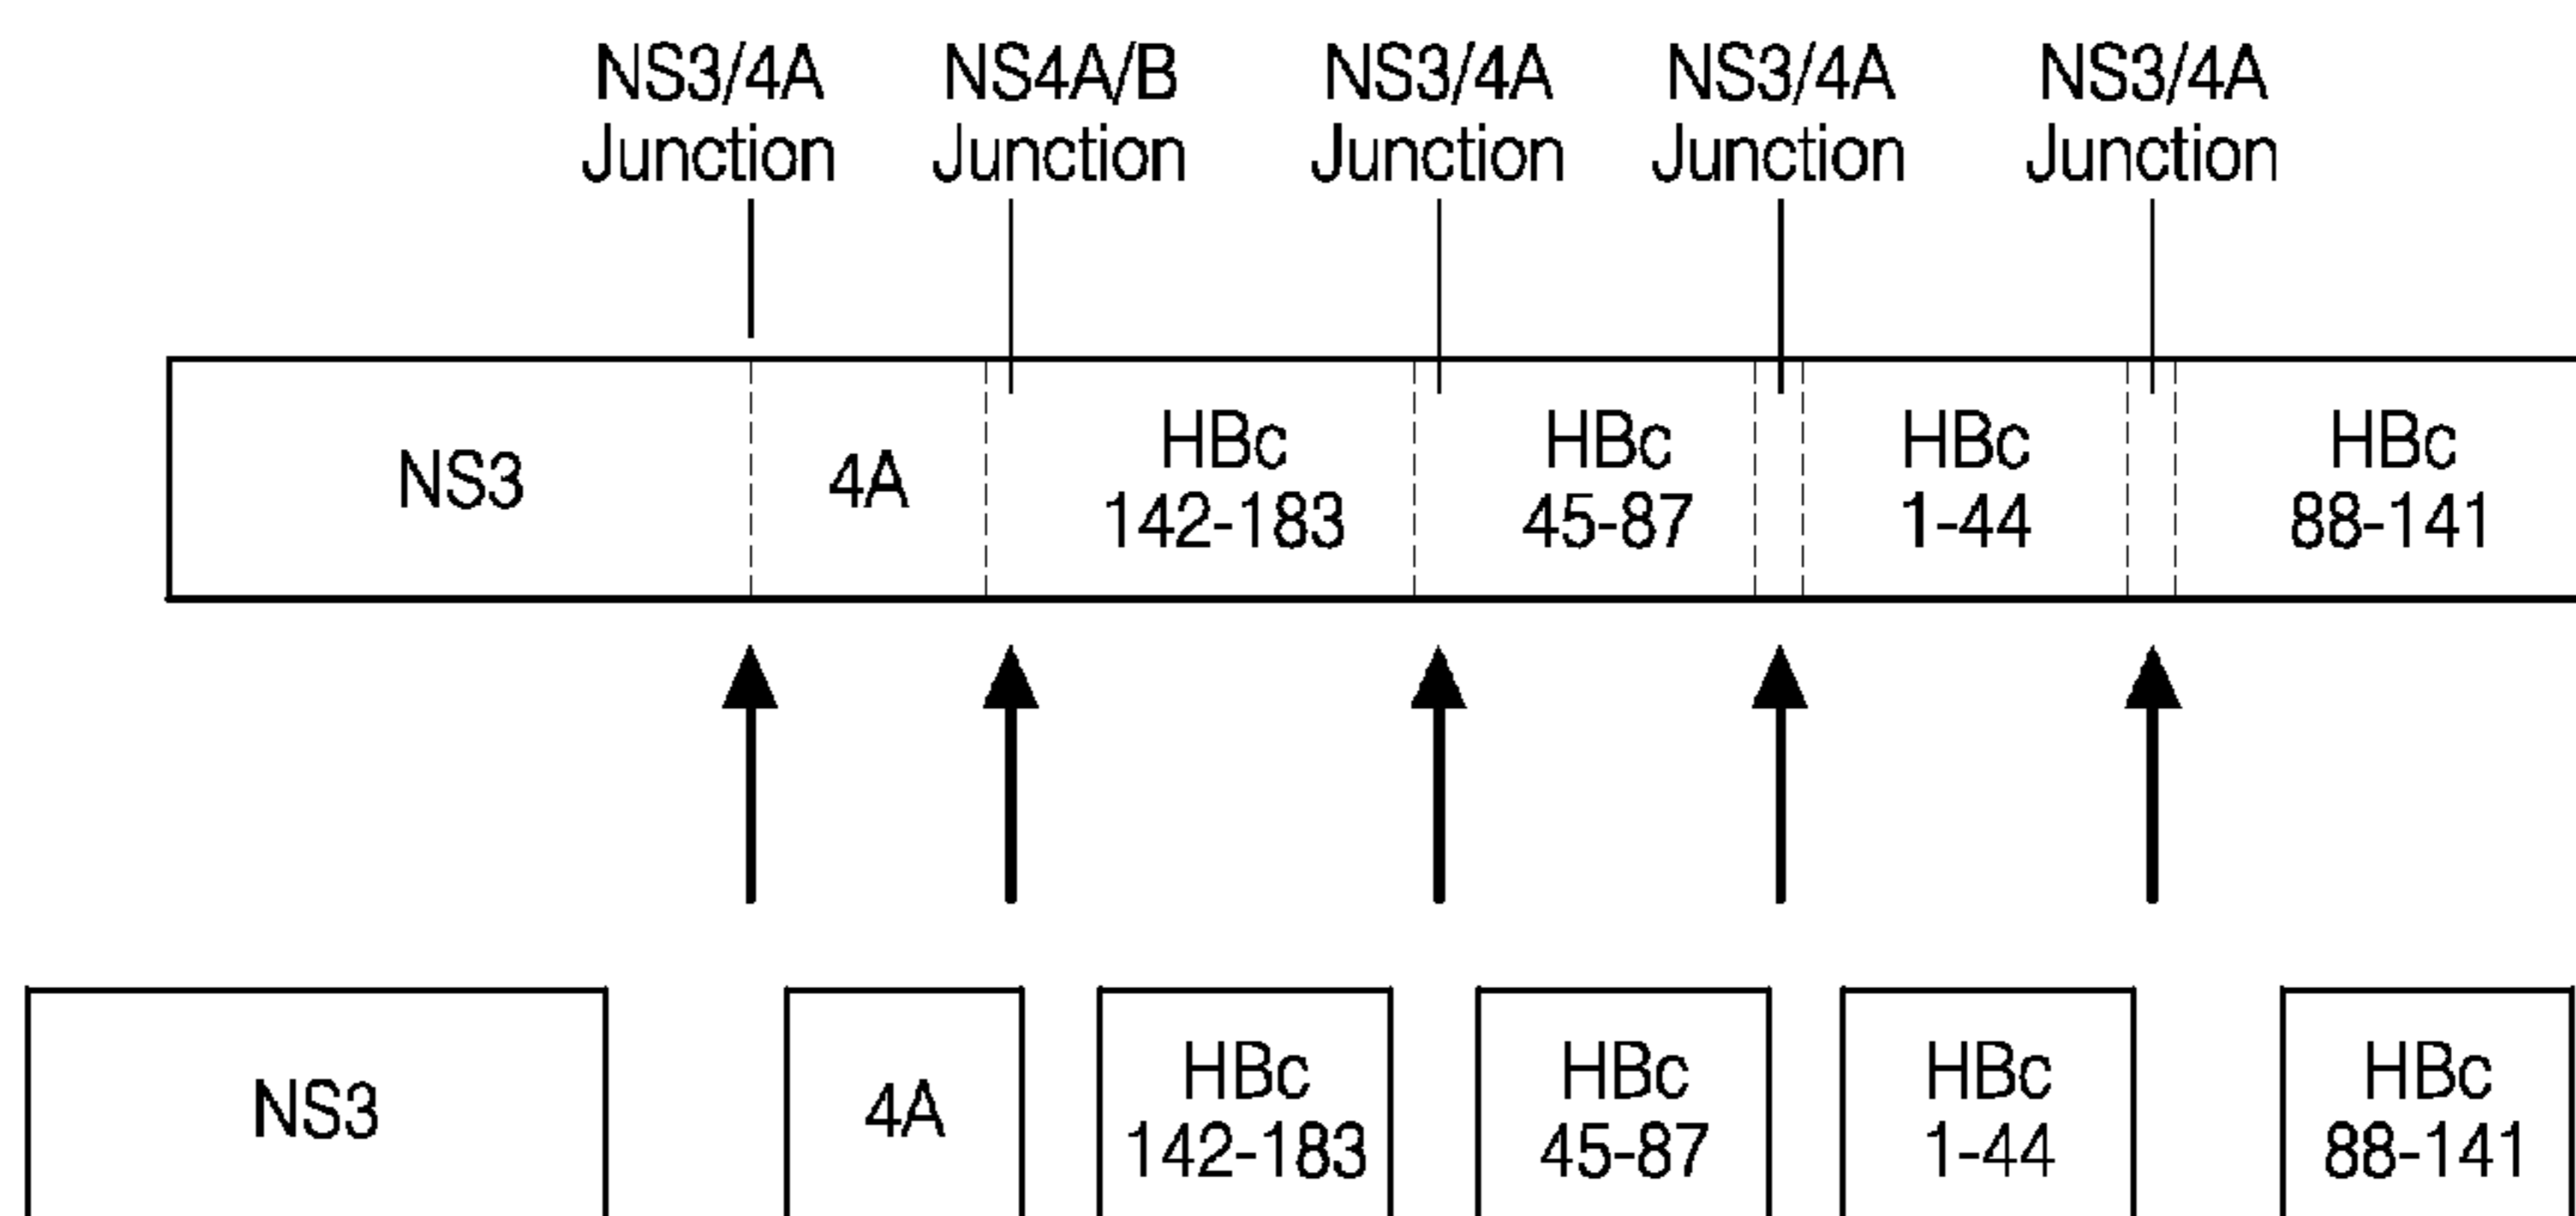 NS3/4A NS4A/B NS3/4A NS3/4A NS3/4A
Junction Junction Junction Junction Junction
NS3 4A HBc 142-183 HBc 45-87 HBc 1-44 HBc 88-141
NS3 4A HBc 142-183 HBc 45-87 HBc 1-44 HBc 88-141